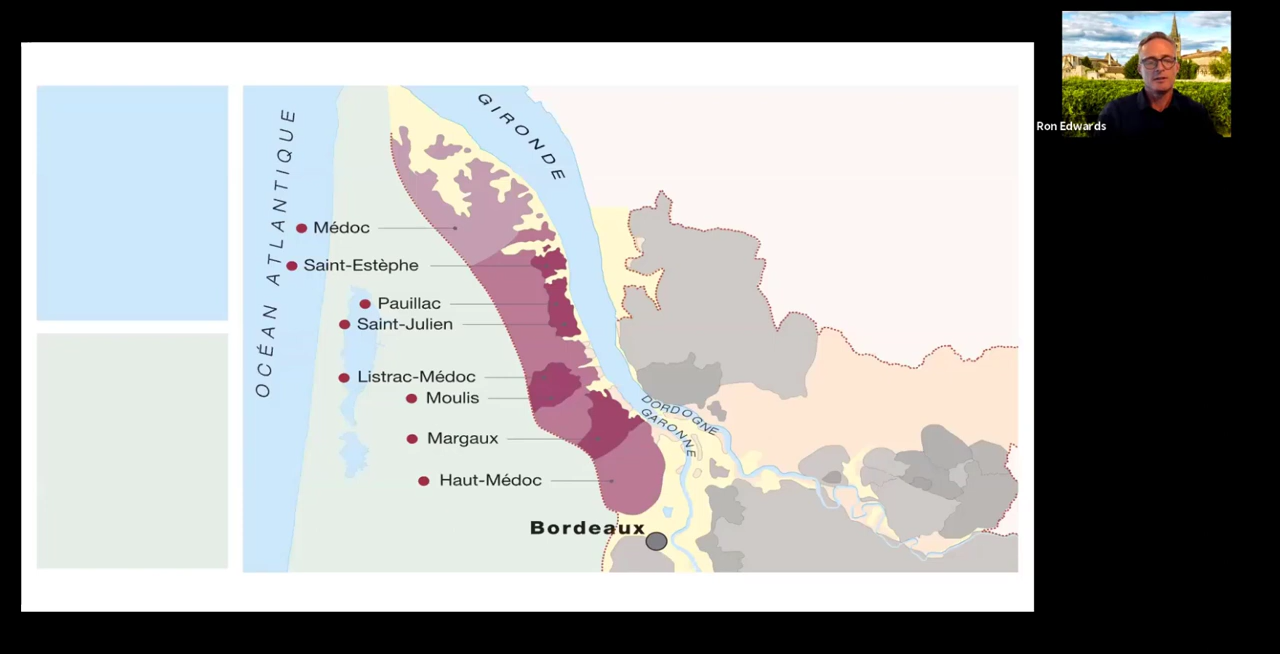 GIRONDE
OCÉAN ATLANTIQUE
Médoc
Saint-Estèphe
Pauillac
Saint-Julien
Listrac-Médoc
Moulis
Margaux
Haut-Médoc
DORDOGNE
GARONNE
Bordeaux
Ron Edwards